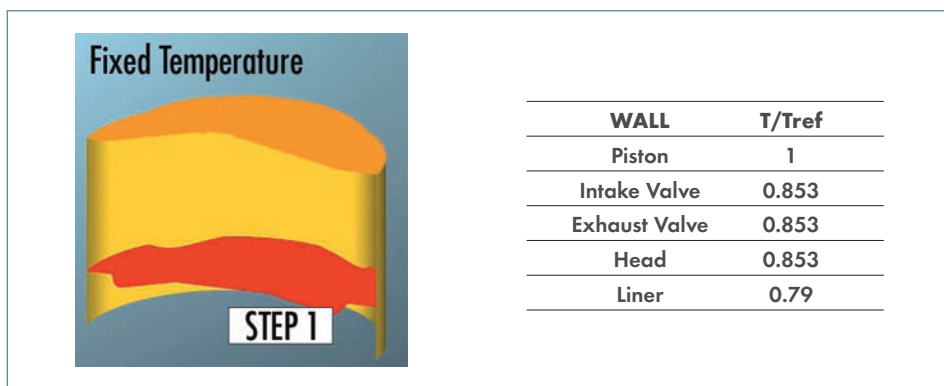 Fixed Temperature
STEP 1
WALL T/Tref
Piston 1
Intake Valve 0.853
Exhaust Valve 0.853
Head 0.853
Liner 0.79